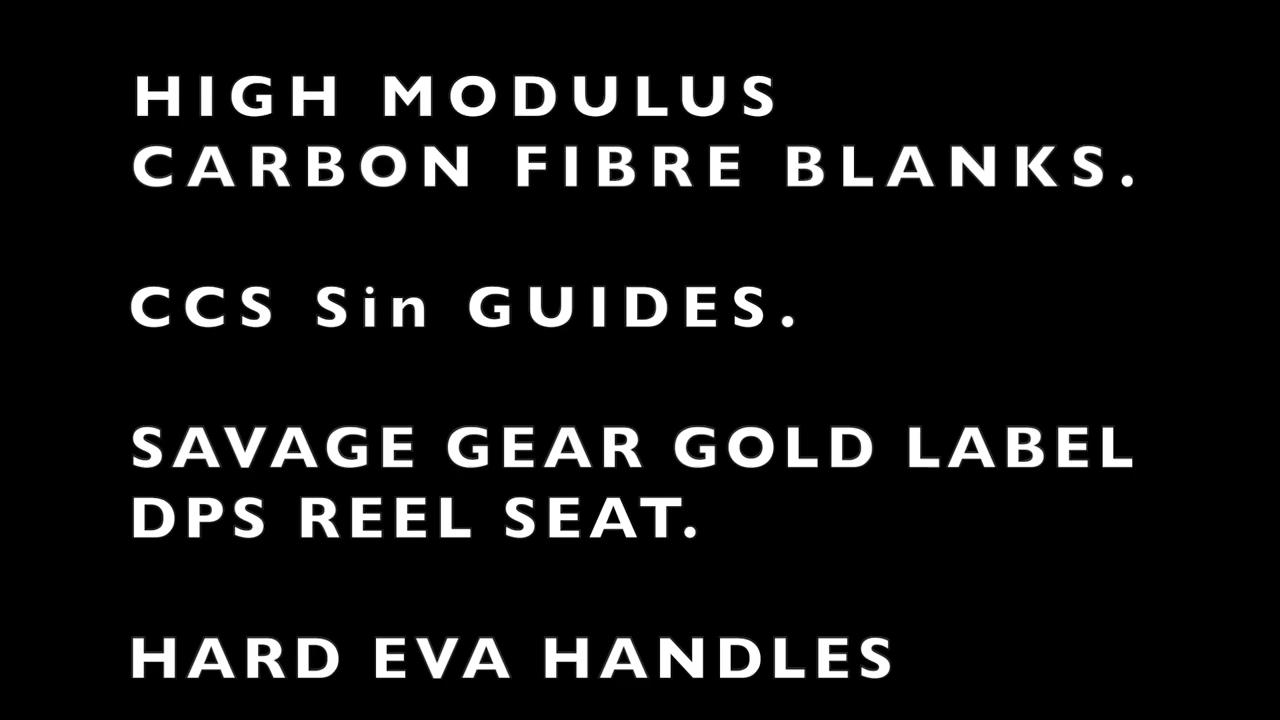 HIGH MODULUS
CARBON FIBRE BLANKS.
CCS Sin GUIDES.
SAVAGE GEAR GOLD LABEL
DPS REEL SEAT.
HARD EVA HANDLES